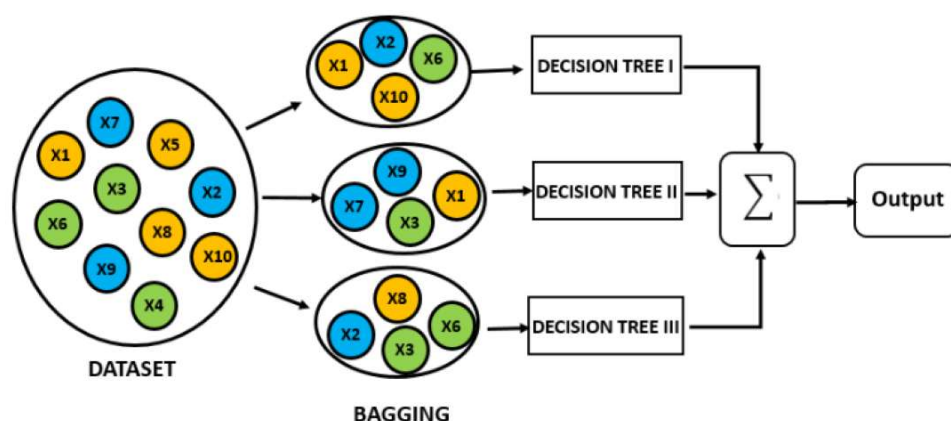 X7
X1
X5
X3
X2
X6
X8
X9
X10
X4
DATASET
X2
X1
X6
X10
X9
X7
X1
X3
X8
X2
X6
X3
BAGGING
DECISION TREE I
DECISION TREE II
DECISION TREE III
∑
Output